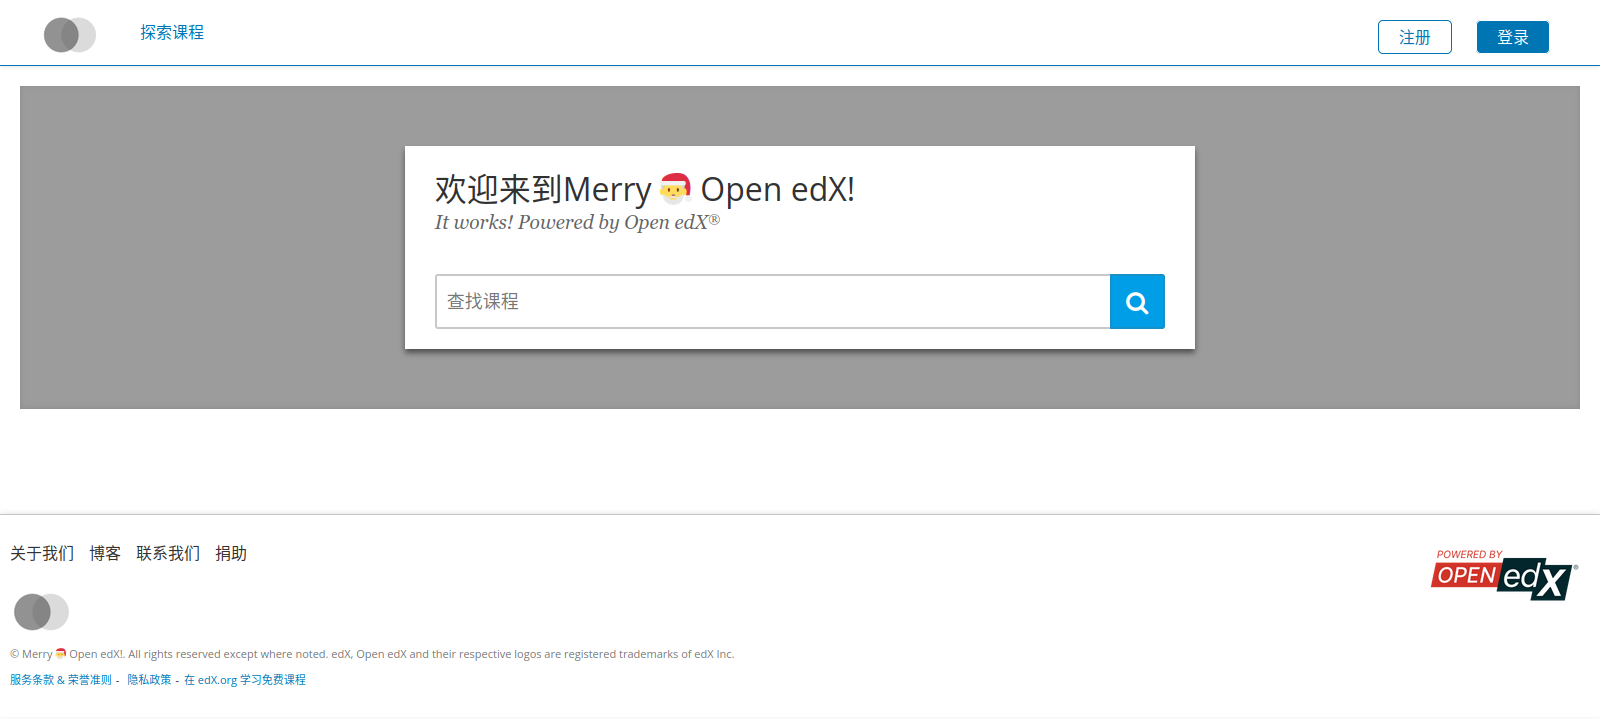 探索课程
注册
登录
欢迎来到Merry 🎅 Open edX!
It works! Powered by Open edX®
查找课程
关于我们 博客 联系我们 捐助
POWERED BY
OPEN edX ®
© Merry 🎅 Open edX!. All rights reserved except where noted. edX, Open edX and their respective logos are registered trademarks of edX Inc.
服务条款 & 荣誉准则 - 隐私政策 - 在 edX.org 学习免费课程